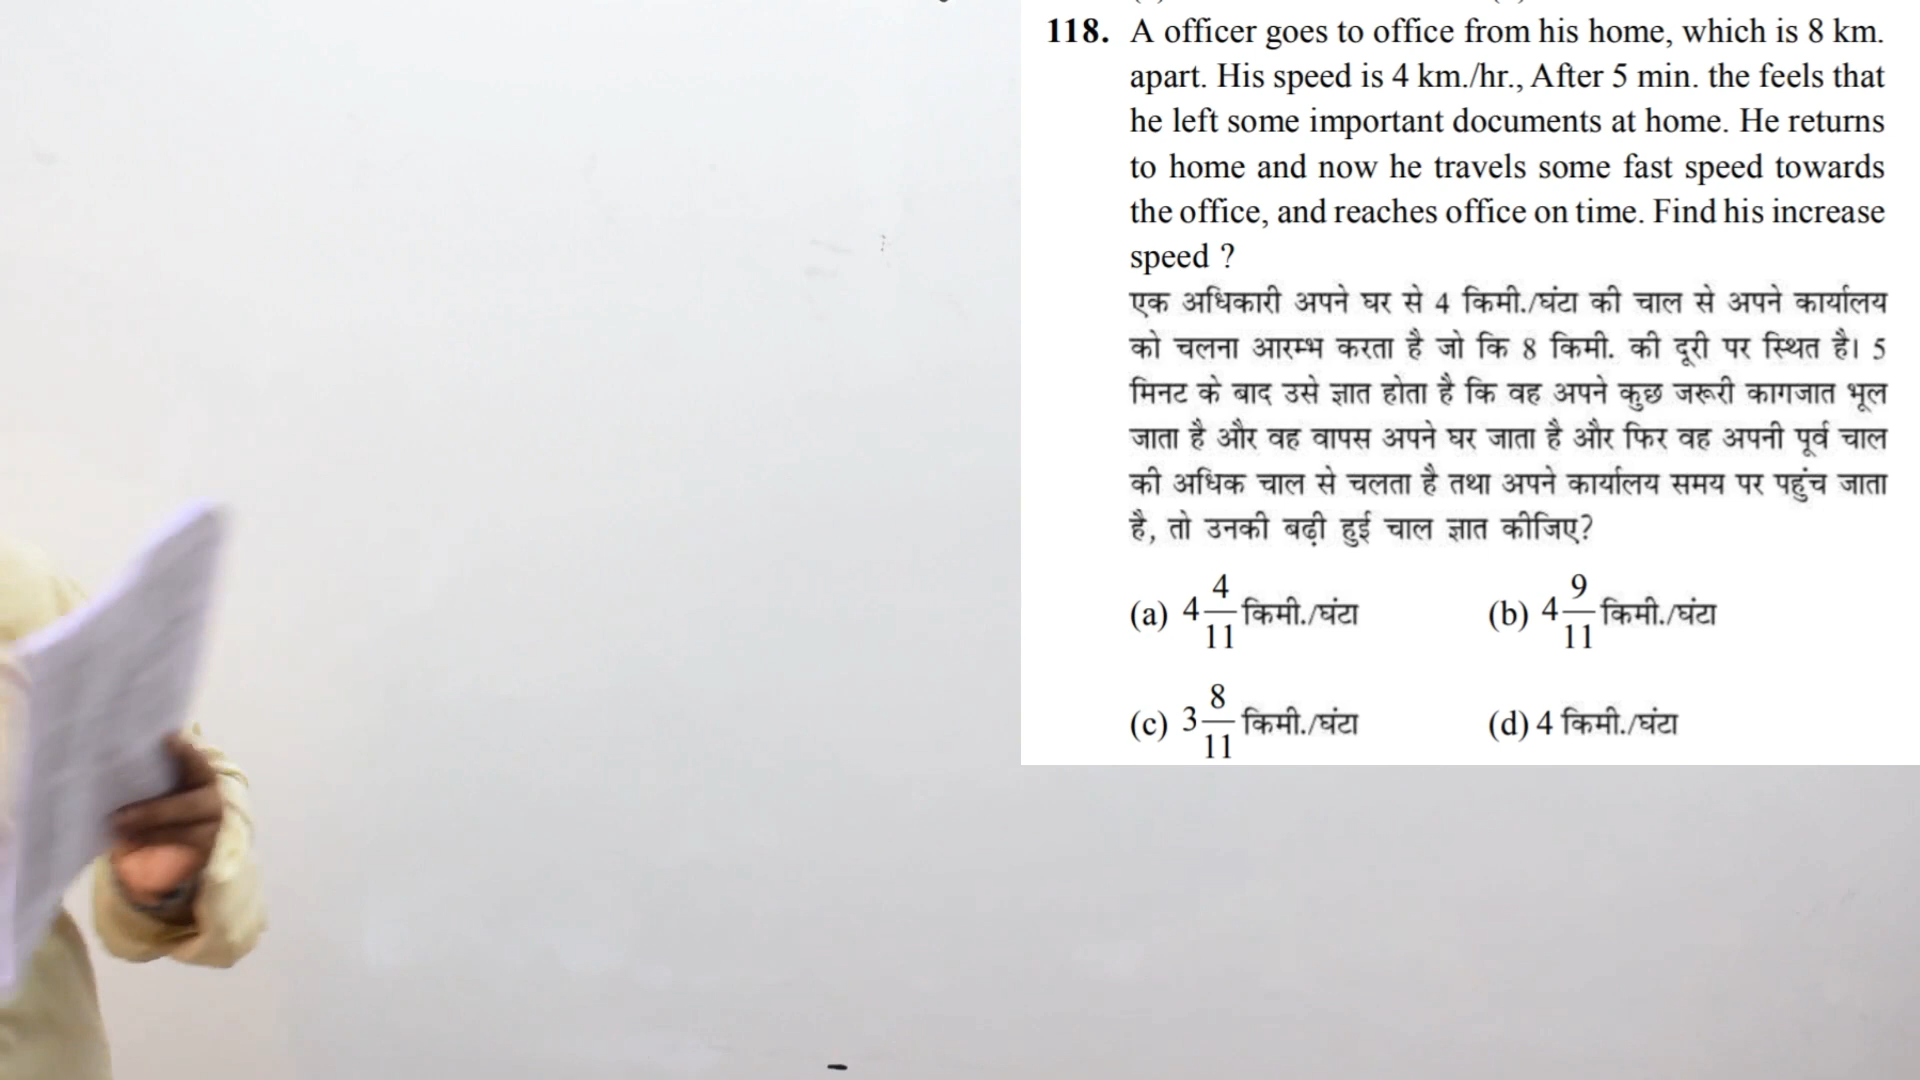 118. A officer goes to office from his home, which is 8 km.
apart. His speed is 4 km./hr., After 5 min. the feels that
he left some important documents at home. He returns
to home and now he travels some fast speed towards
the office, and reaches office on time. Find his increase
speed ?
एक अधिकारी अपने घर से 4 किमी./घंटा की चाल से अपने कार्यालय
को चलना आरम्भ करता है जो कि 8 किमी. की दूरी पर स्थित है। 5
मिनट के बाद उसे ज्ञात होता है कि वह अपने कुछ जरूरी कागजात भूल
जाता है और वह वापस अपने घर जाता है और फिर वह अपनी पूर्व चाल
की अधिक चाल से चलता है तथा अपने कार्यालय समय पर पहुंच जाता
है, तो उनकी बढ़ी हुई चाल ज्ञात कीजिए?
(a) 4 4/11 किमी./घंटा (b) 4 9/11 किमी./घंटा
(c) 3 8/11 किमी./घंटा (d) 4 किमी./घंटा